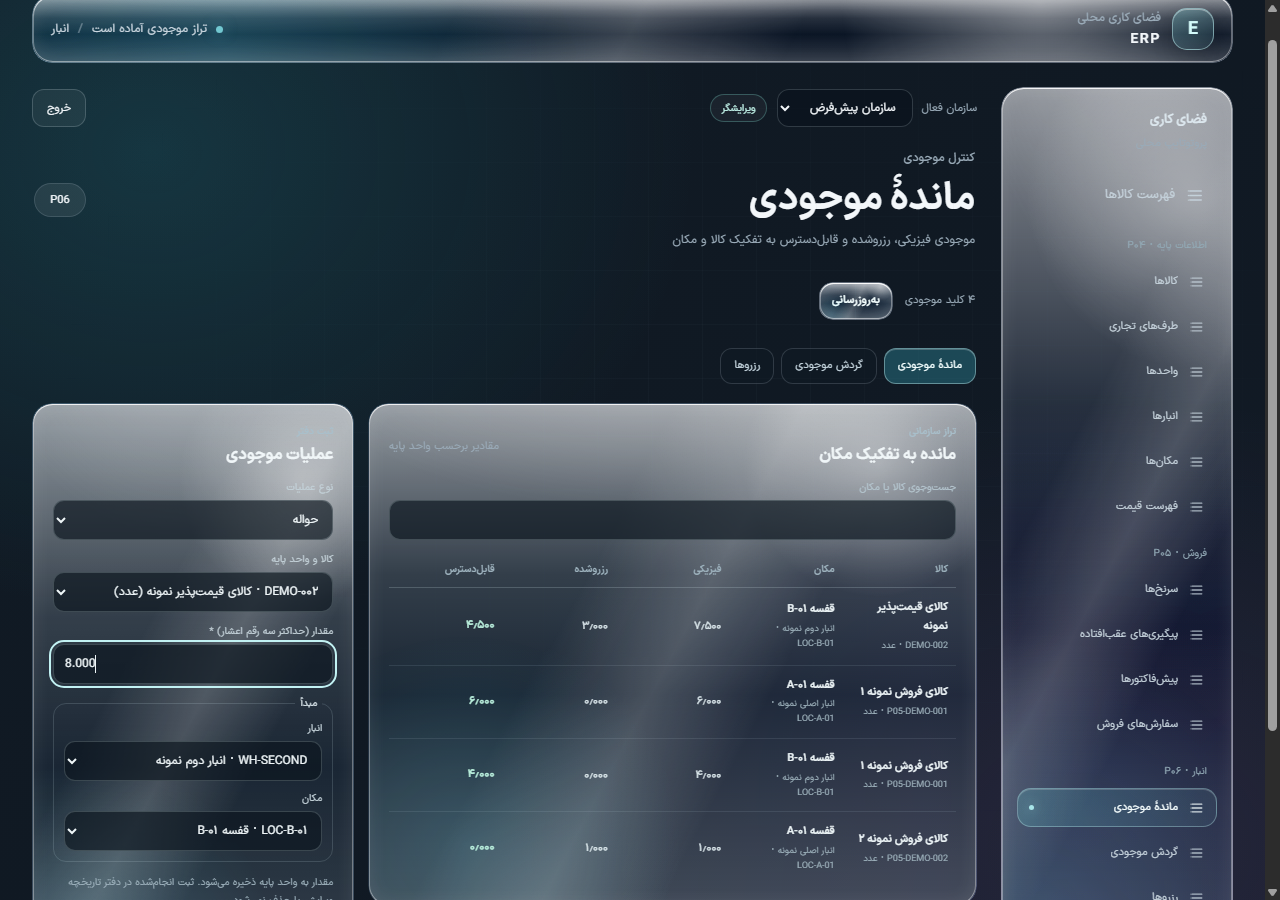 E
فضای کاری محلی
ERP
تراز موجودی آماده است / انبار
سازمان فعال
سازمان پیش‌فرض
ویرایشگر
خروج
کنترل موجودی
ماندهٔ موجودی
P06
موجودی فیزیکی، رزروشده و قابل‌دسترس به تفکیک کالا و مکان
۴ کلید موجودی
به‌روزرسانی
ماندهٔ موجودی
گردش موجودی
رزروها
فضای کاری
فهرست کالاها
اطلاعات پایه · P۰۴
کالاها
طرف‌های تجاری
واحدها
انبارها
مکان‌ها
فهرست قیمت
فروش · P۰۵
سرنخ‌ها
پیگیری‌های عقب‌افتاده
پیش‌فاکتورها
سفارش‌های فروش
انبار · P۰۶
ماندهٔ موجودی
گردش موجودی
رزروها
تراز سازمانی
مانده به تفکیک مکان
مقادیر برحسب واحد پایه
جست‌وجوی کالا یا مکان
کالا مکان فیزیکی رزروشده قابل‌دسترس
کالای قیمت‌پذیر نمونه
DEMO-002 · عدد
قفسه B-۰۱
انبار دوم نمونه ·
LOC-B-01
۷٫۵۰۰ ۳٫۰۰۰ ۴٫۵۰۰
کالای فروش نمونه ۱
P05-DEMO-001 · عدد
قفسه A-۰۱
انبار اصلی نمونه ·
LOC-A-01
۶٫۰۰۰ ۰٫۰۰۰ ۶٫۰۰۰
کالای فروش نمونه ۱
P05-DEMO-001 · عدد
قفسه B-۰۱
انبار دوم نمونه ·
LOC-B-01
۴٫۰۰۰ ۰٫۰۰۰ ۴٫۰۰۰
کالای فروش نمونه ۲
P05-DEMO-002 · عدد
قفسه A-۰۱
انبار اصلی نمونه ·
LOC-A-01
۱٫۰۰۰ ۱٫۰۰۰ ۰٫۰۰۰
عملیات موجودی
نوع عملیات
حواله
کالا و واحد پایه
DEMO-۰۰۲ · کالای قیمت‌پذیر نمونه (عدد)
مقدار (حداکثر سه رقم اعشار) *
8.000
مبدأ
انبار
WH-SECOND · انبار دوم نمونه
مکان
LOC-B-۰۱ · قفسه B-۰۱
مقدار به واحد پایه ذخیره می‌شود. ثبت انجام‌شده در دفتر تاریخچه